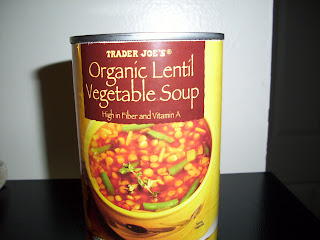 TRADER JOE'S®
Organic Lentil
Vegetable Soup
High in Fiber and Vitamin A